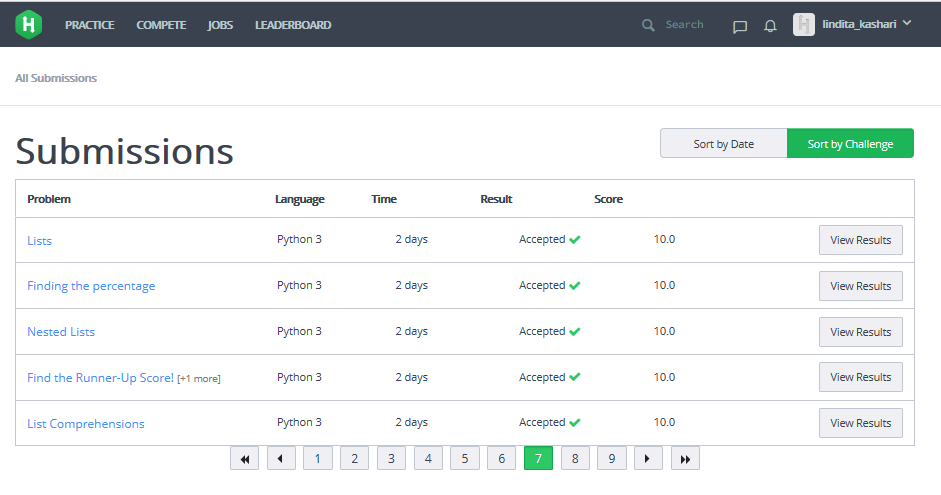 H PRACTICE COMPETE JOBS LEADERBOARD Search lindita_kashari
All Submissions
Submissions
Sort by Date Sort by Challenge
Problem Language Time Result Score
Lists Python 3 2 days Accepted 10.0 View Results
Finding the percentage Python 3 2 days Accepted 10.0 View Results
Nested Lists Python 3 2 days Accepted 10.0 View Results
Find the Runner-Up Score! [+1 more] Python 3 2 days Accepted 10.0 View Results
List Comprehensions Python 3 2 days Accepted 10.0 View Results
1 2 3 4 5 6 7 8 9